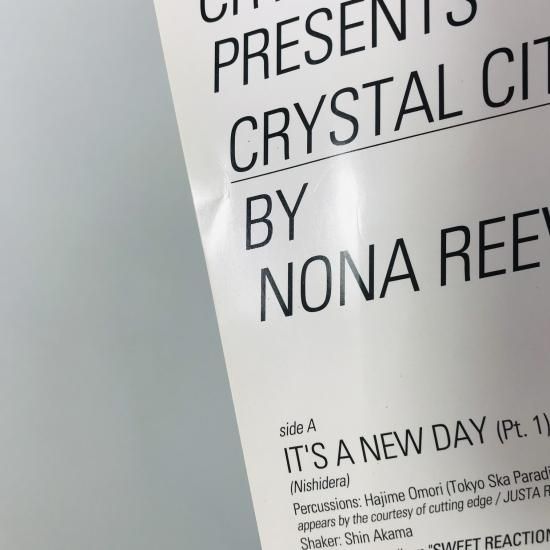 PRESENTS
CRYSTAL CIT
BY
NONA REEV
side A
IT'S A NEW DAY (Pt. 1)
(Nishidera)
Percussions: Hajime Omori (Tokyo Ska Paradi
appears by the courtesy of cutting edge / JUSTA R
Shaker: Shin Akama
"SWEET REACTION